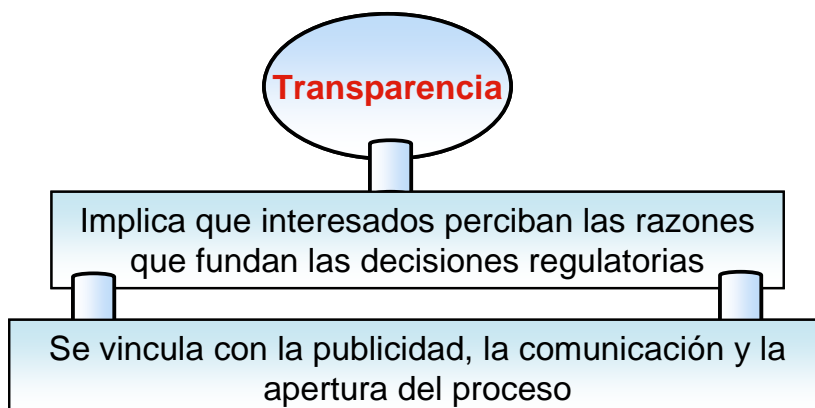 Transparencia
Implica que interesados perciban las razones
que fundan las decisiones regulatorias
Se vincula con la publicidad, la comunicación y la
apertura del proceso